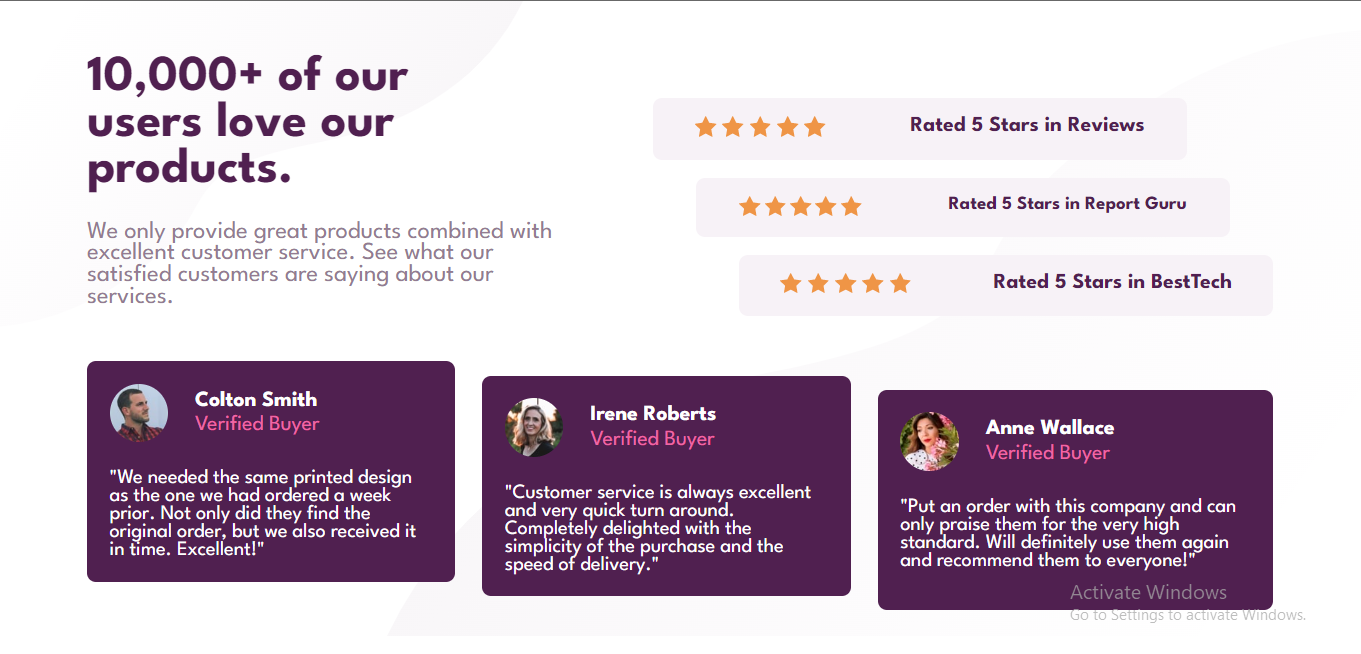 10,000+ of our
users love our
products.
We only provide great products combined with
excellent customer service. See what our
satisfied customers are saying about our
services.
Rated 5 Stars in Reviews
Rated 5 Stars in Report Guru
Rated 5 Stars in BestTech
Colton Smith
Verified Buyer
"We needed the same printed design
as the one we had ordered a week
prior. Not only did they find the
original order, but we also received it
in time. Excellent!"
Irene Roberts
Verified Buyer
"Customer service is always excellent
and very quick turn around.
Completely delighted with the
simplicity of the purchase and the
speed of delivery."
Anne Wallace
Verified Buyer
"Put an order with this company and can
only praise them for the very high
standard. Will definitely use them again
and recommend them to everyone!"
Activate Windows
Go to Settings to activate Windows.